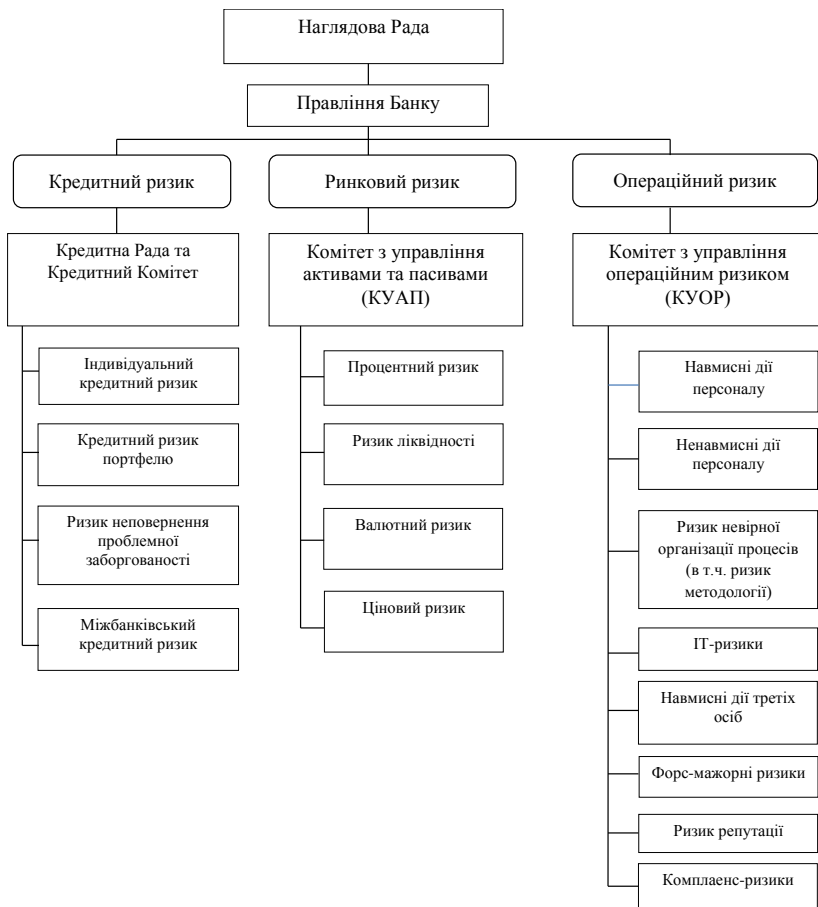 Наглядова Рада
Правління Банку
Кредитний ризик
Ринковий ризик
Операційний ризик
Кредитна Рада та
Кредитний Комітет
Комітет з управління
активами та пасивами
(КУАП)
Комітет з управління
операційним ризиком
(КУОР)
Індивідуальний
кредитний ризик
Кредитний ризик
портфелю
Ризик неповернення
проблемної
заборгованості
Міжбанківський
кредитний ризик
Процентний ризик
Ризик ліквідності
Валютний ризик
Ціновий ризик
Навмисні дії
персоналу
Ненавмисні дії
персоналу
Ризик невірної
організації процесів
(в т.ч. ризик
методології)
ІТ-ризики
Навмисні дії третіх
осіб
Форс-мажорні ризики
Ризик репутації
Комплаенс-ризики